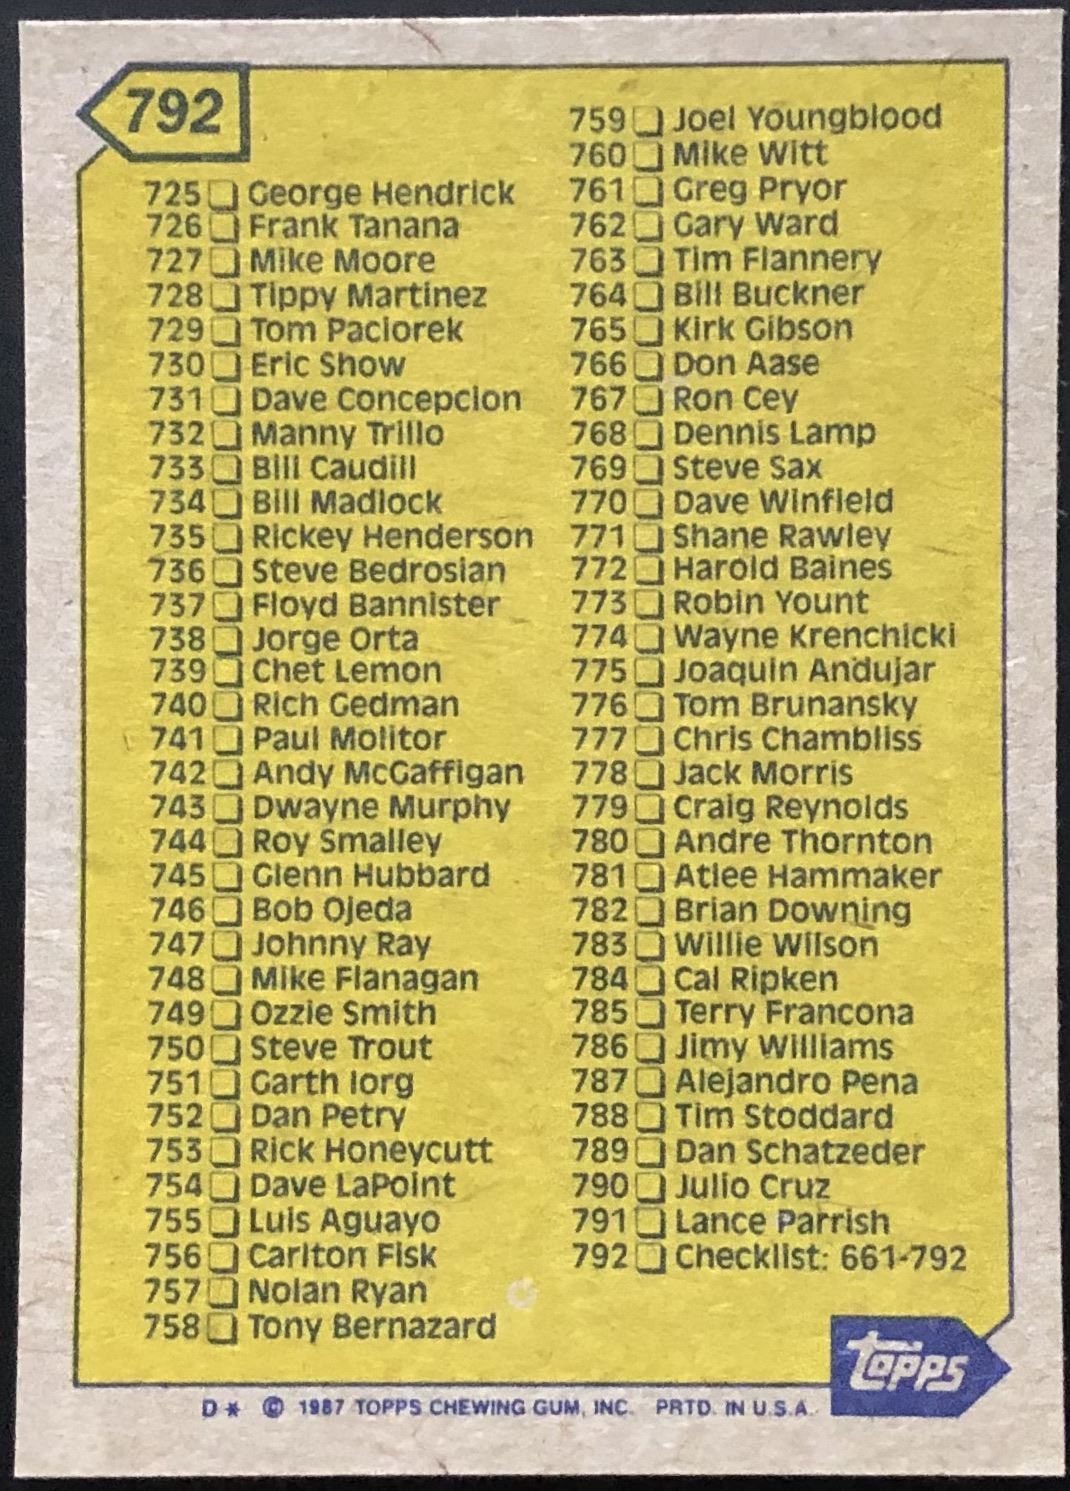 792
725 George Hendrick
726 Frank Tanana
727 Mike Moore
728 Tippy Martinez
729 Tom Paciorek
730 Eric Show
731 Dave Concepcion
732 Manny Trillo
733 Bill Caudill
734 Bill Madlock
735 Rickey Henderson
736 Steve Bedrosian
737 Floyd Bannister
738 Jorge Orta
739 Chet Lemon
740 Rich Gedman
741 Paul Molitor
742 Andy McGaffigan
743 Dwayne Murphy
744 Roy Smalley
745 Glenn Hubbard
746 Bob Ojeda
747 Johnny Ray
748 Mike Flanagan
749 Ozzie Smith
750 Steve Trout
751 Garth Iorg
752 Dan Petry
753 Rick Honeycutt
754 Dave LaPoint
755 Luis Aguayo
756 Carlton Fisk
757 Nolan Ryan
758 Tony Bernazard
759 Joel Youngblood
760 Mike Witt
761 Greg Pryor
762 Gary Ward
763 Tim Flannery
764 Bill Buckner
765 Kirk Gibson
766 Don Aase
767 Ron Cey
768 Dennis Lamp
769 Steve Sax
770 Dave Winfield
771 Shane Rawley
772 Harold Baines
773 Robin Yount
774 Wayne Krenchicki
775 Joaquin Andujar
776 Tom Brunansky
777 Chris Chambliss
778 Jack Morris
779 Craig Reynolds
780 Andre Thornton
781 Atlee Hammaker
782 Brian Downing
783 Willie Wilson
784 Cal Ripken
785 Terry Francona
786 Jimy Williams
787 Alejandro Pena
788 Tim Stoddard
789 Dan Schatzeder
790 Julio Cruz
791 Lance Parrish
792 Checklist: 661-792
Topps
D * © 1987 TOPPS CHEWING GUM, INC. PRTD. IN U.S.A.